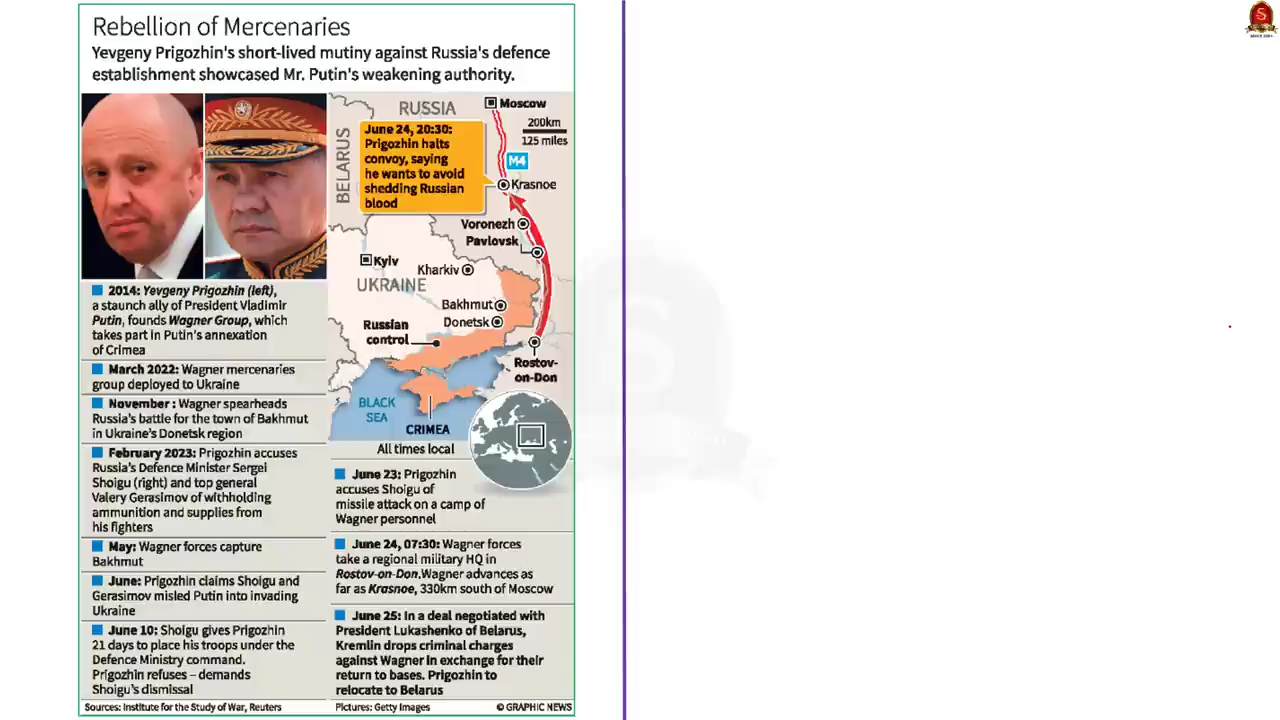 Rebellion of Mercenaries
Yevgeny Prigozhin's short-lived mutiny against Russia's defence
establishment showcased Mr. Putin's weakening authority.
2014: Yevgeny Prigozhin (left),
a staunch ally of President Vladimir
Putin, founds Wagner Group, which
takes part in Putin's annexation
of Crimea
March 2022: Wagner mercenaries
group deployed to Ukraine
November : Wagner spearheads
Russia's battle for the town of Bakhmut
in Ukraine's Donetsk region
February 2023: Prigozhin accuses
Russia's Defence Minister Sergei
Shoigu (right) and top general
Valery Gerasimov of withholding
ammunition and supplies from
his fighters
May: Wagner forces capture
Bakhmut
June: Prigozhin claims Shoigu and
Gerasimov misled Putin into invading
Ukraine
June 10: Shoigu gives Prigozhin
21 days to place his troops under the
Defence Ministry command.
Prigozhin refuses – demands
Shoigu's dismissal
RUSSIA
Moscow
200km
125 miles
BELARUS
June 24, 20:30:
Prigozhin halts
convoy, saying
he wants to avoid
shedding Russian
blood
M4
Krasnoe
Voronezh
Pavlovsk
Kyiv
Kharkiv
UKRAINE
Bakhmut
Donetsk
Russian
control
Rostov-
on-Don
BLACK
SEA
CRIMEA
All times local
June 23: Prigozhin
accuses Shoigu of
missile attack on a camp of
Wagner personnel
June 24, 07:30: Wagner forces
take a regional military HQ in
Rostov-on-Don.Wagner advances as
far as Krasnoe, 330km south of Moscow
June 25: In a deal negotiated with
President Lukashenko of Belarus,
Kremlin drops criminal charges
against Wagner in exchange for their
return to bases. Prigozhin to
relocate to Belarus
Sources: Institute for the Study of War, Reuters
Pictures: Getty Images
© GRAPHIC NEWS
S